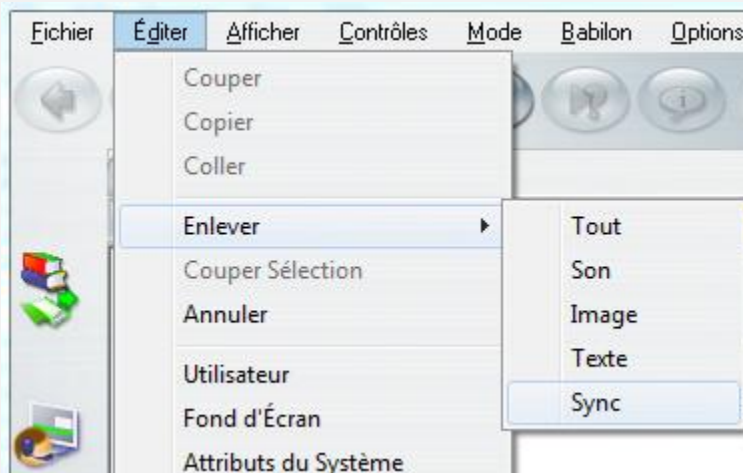 Fichier Éditer Afficher Contrôles Mode Babilon Options
Couper
Copier
Coller
Enlever
Couper Sélection
Annuler
Utilisateur
Fond d'Écran
Attributs du Système
Tout
Son
Image
Texte
Sync